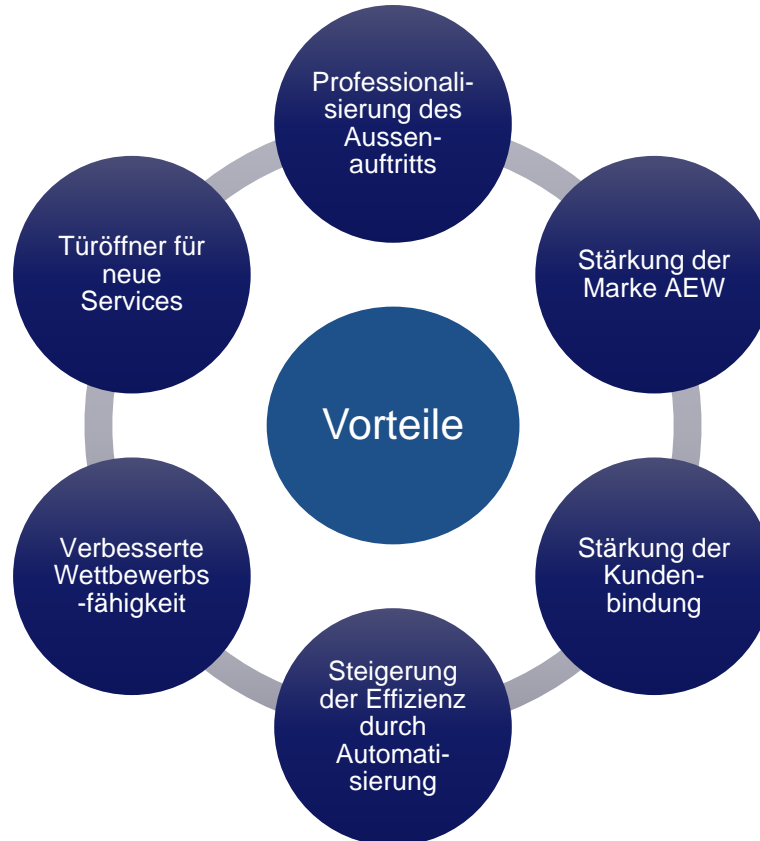 Professionali-
sierung des
Aussen-
auftritts
Türöffner für
neue
Services
Stärkung der
Marke AEW
Vorteile
Verbesserte
Wettbewerbs
-fähigkeit
Stärkung der
Kunden-
bindung
Steigerung
der Effizienz
durch
Automati-
sierung